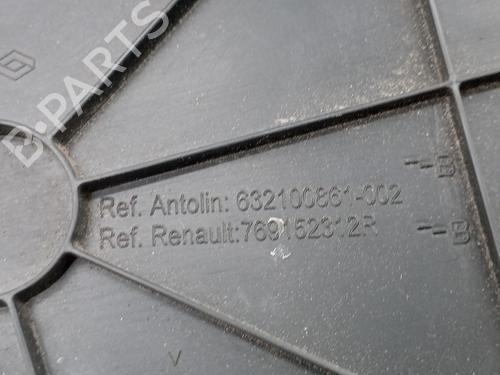 B-PARTS
Ref. Antolin: 632100861-002
Ref. Renault:769152312R
B
B
V